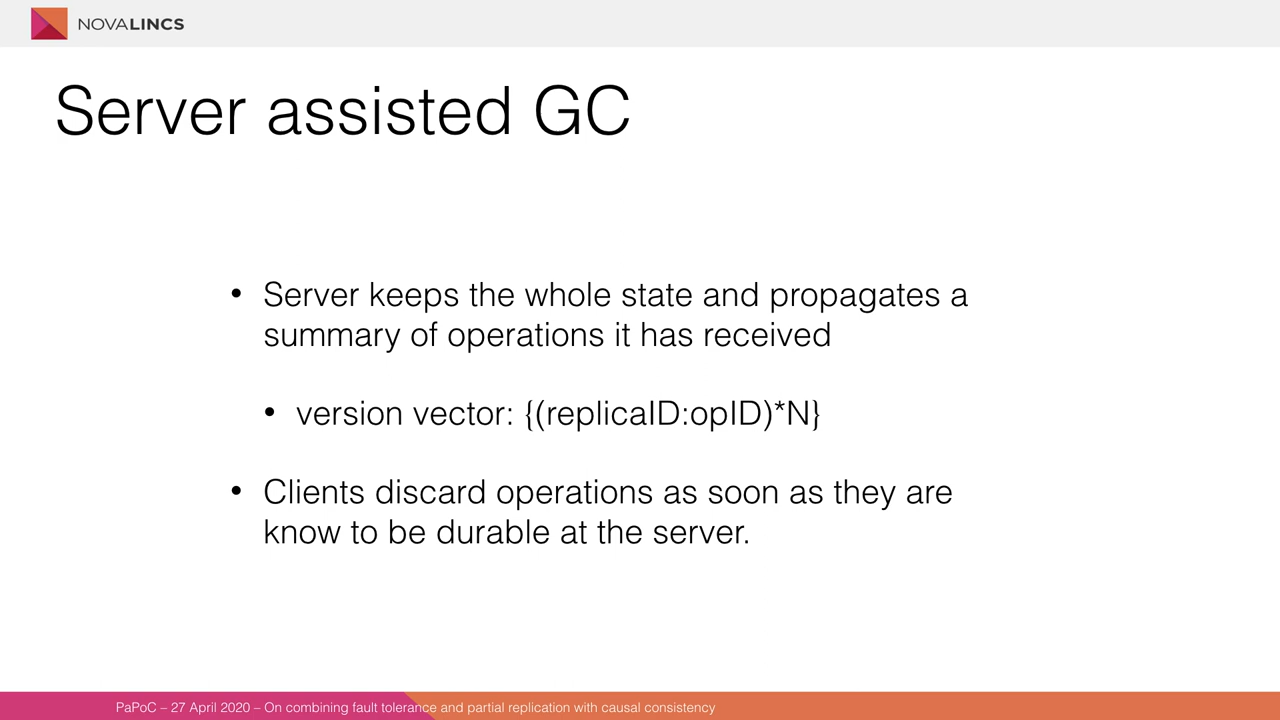 NOVALINCS
Server assisted GC
• Server keeps the whole state and propagates a
summary of operations it has received
• version vector: {(replicaID:opID)*N}
• Clients discard operations as soon as they are
know to be durable at the server.
PaPoC – 27 April 2020 – On combining fault tolerance and partial replication with causal consistency